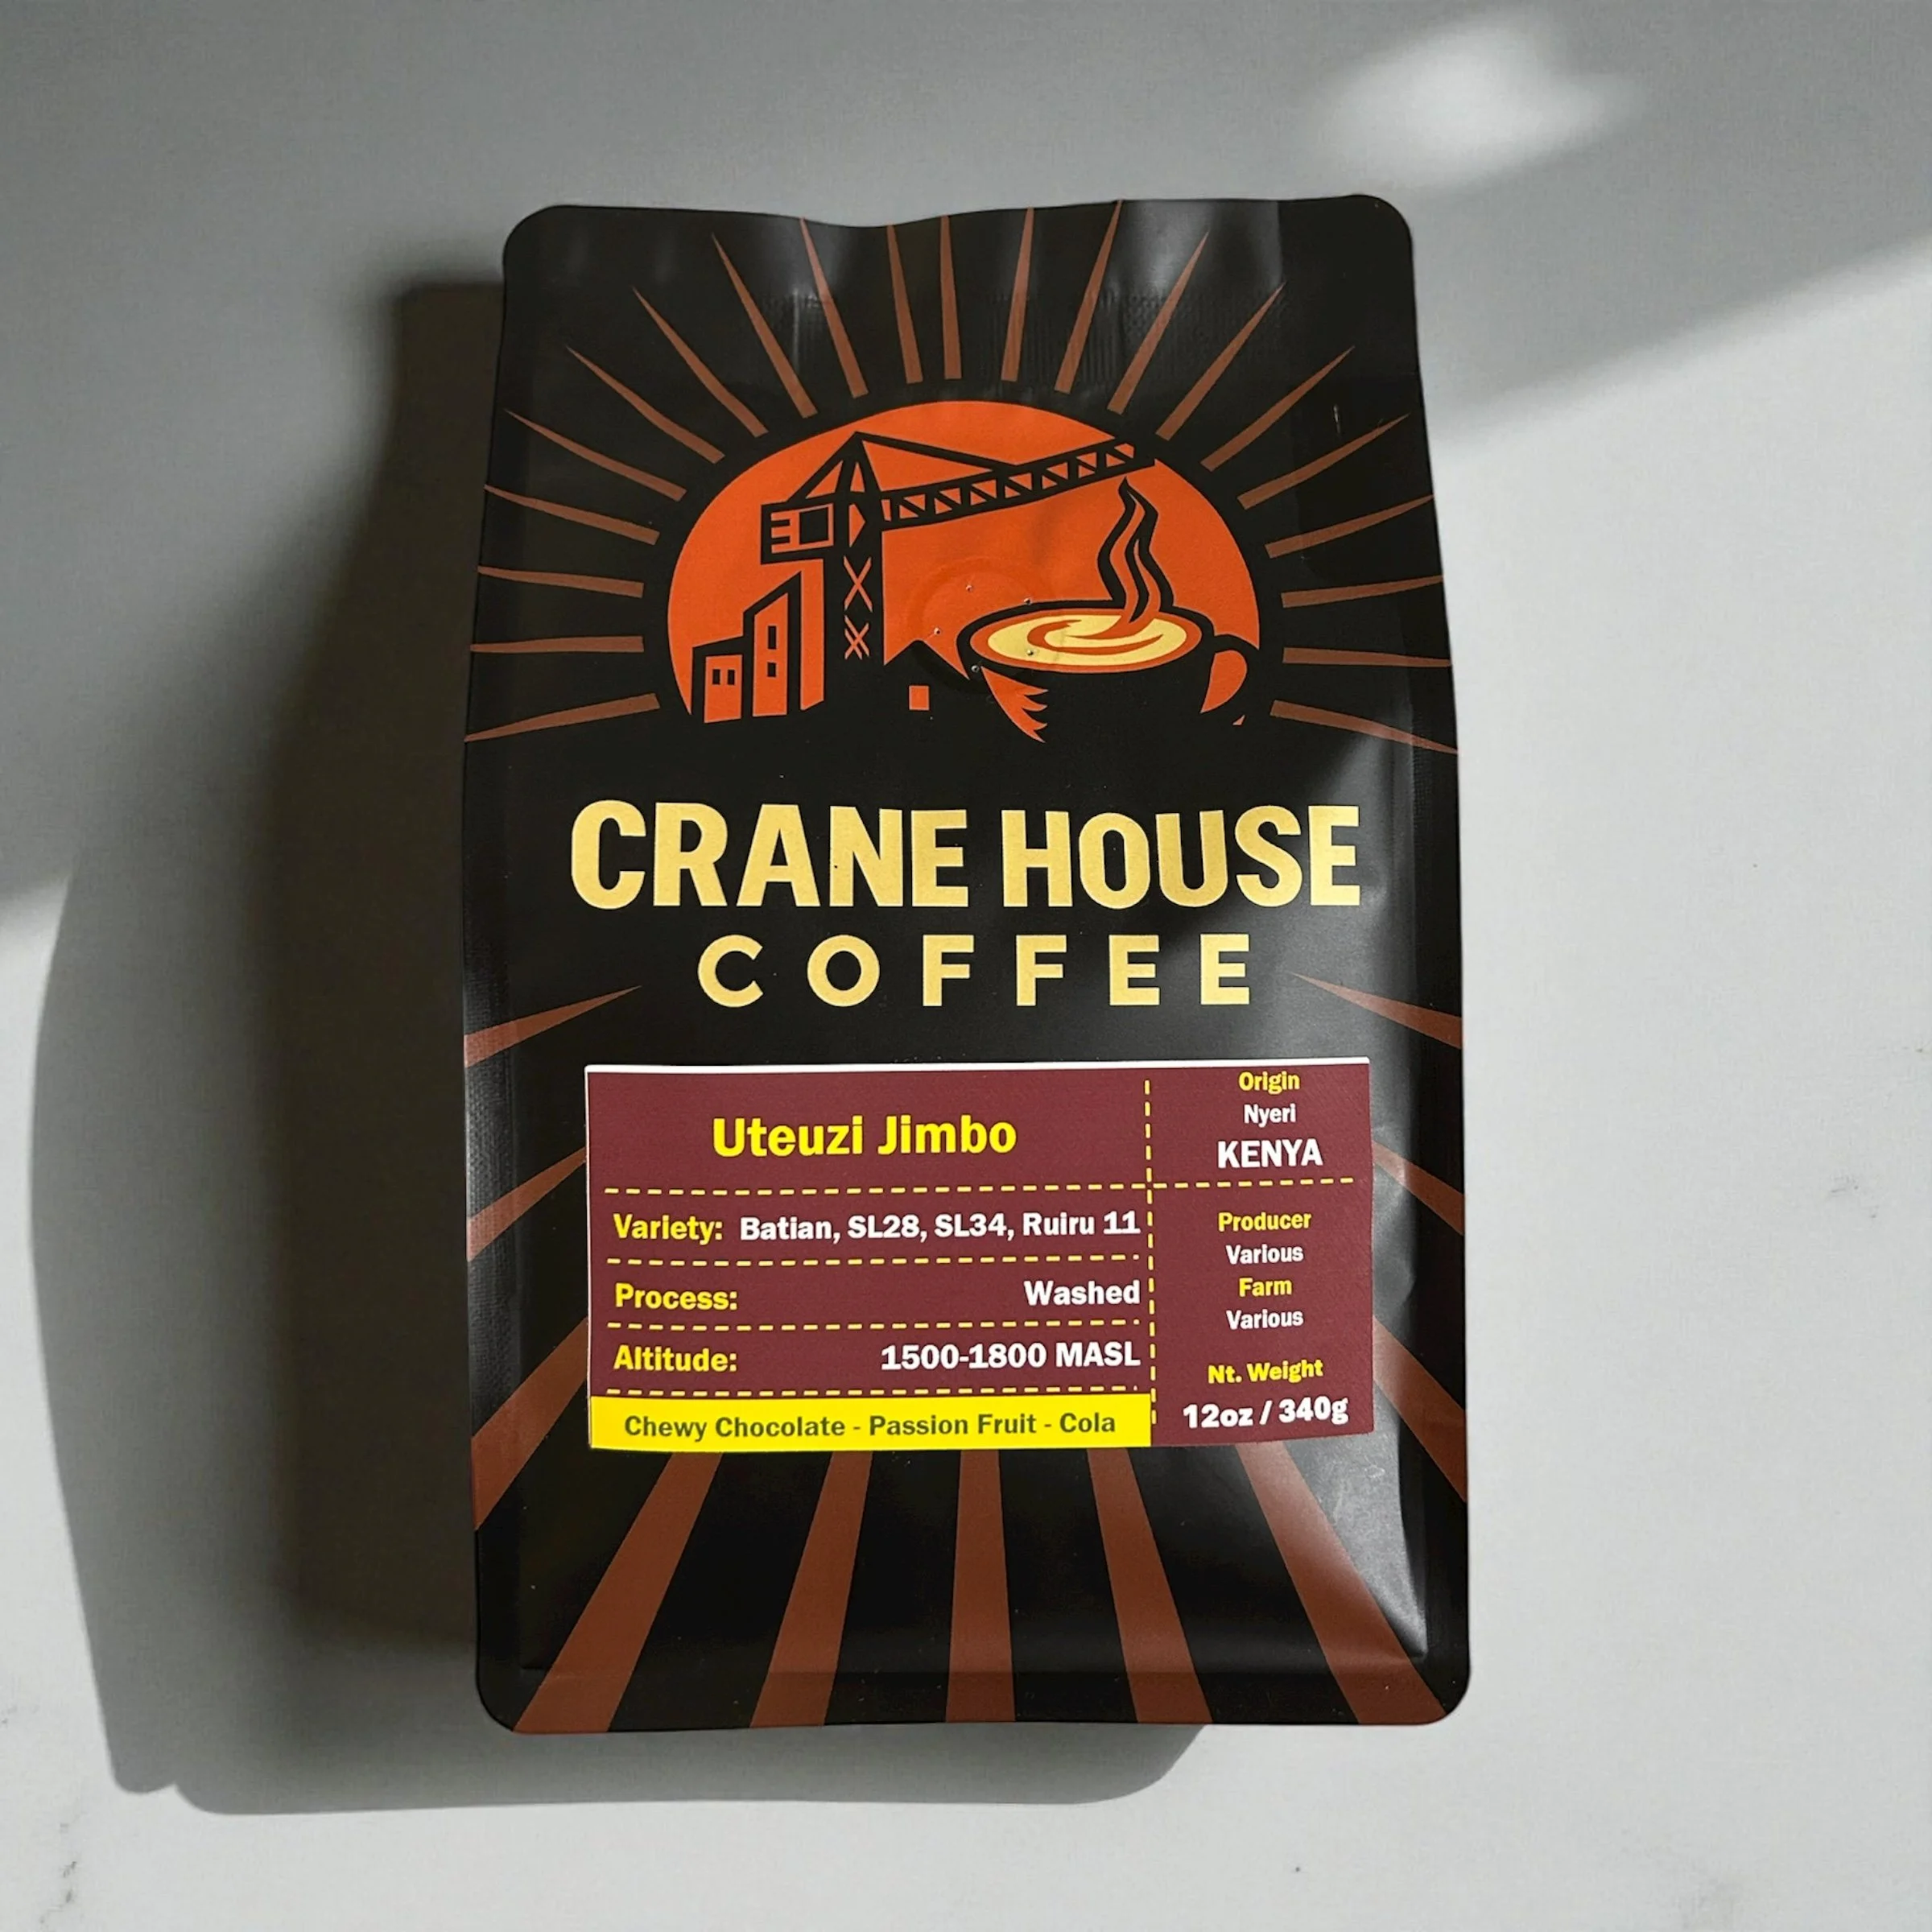 CRANE HOUSE
COFFEE
Uteuzi Jimbo
Variety: Batian, SL28, SL34, Ruiru 11
Process: Washed
Altitude: 1500-1800 MASL
Chewy Chocolate - Passion Fruit - Cola
Origin
Nyeri
KENYA
Producer
Various
Farm
Various
Nt. Weight
12oz / 340g